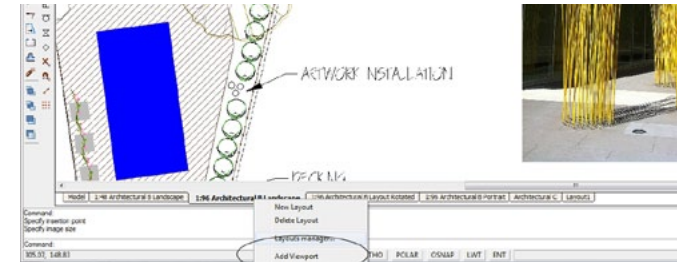 ARTWORK INSTALLATION
DECKING
Model 1:48 Architectural B Landscape 1:96 Architectural B Landscape 1:96 Architectural B Layout Rotated 1:96 Architectural B Portrait Architectural C Layout1
New Layout
Delete Layout
Layouts manager...
Add Viewport
Command:
Specify insertion point
Specify image size
Command:
305.02, 148.83 THO POLAR OSNAP LWT ENT